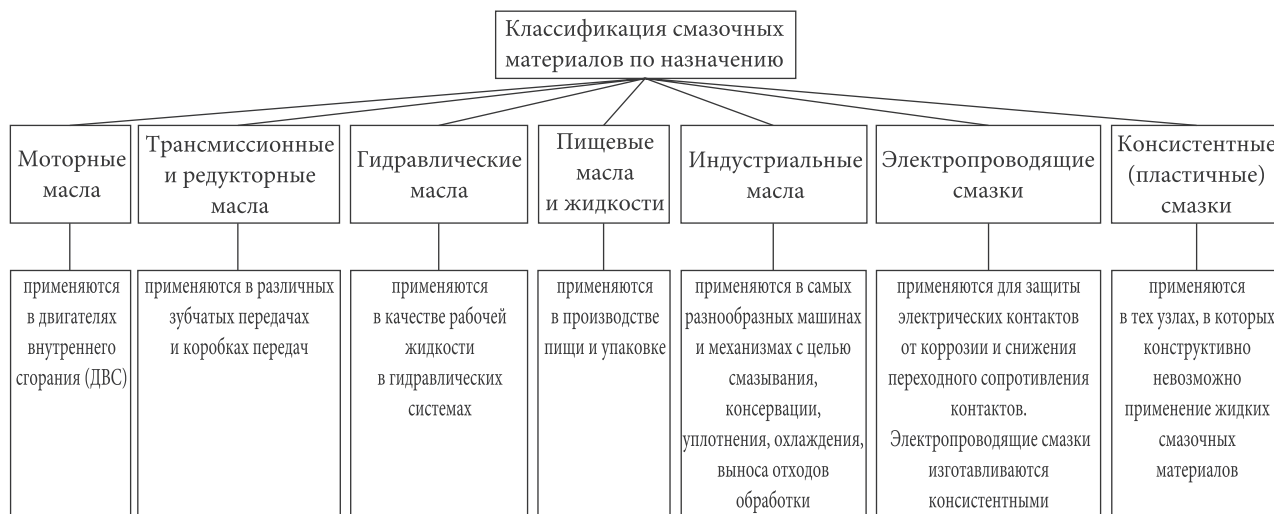 Классификация смазочных
материалов по назначению
Моторные
масла
Трансмиссионные
и редукторные
масла
Гидравлические
масла
Пищевые
масла
и жидкости
Индустриальные
масла
Электропроводящие
смазки
Консистентные
(пластичные)
смазки
применяются
в двигателях
внутреннего
сгорания (ДВС)
применяются в различных
зубчатых передачах
и коробках передач
применяются
в качестве рабочей
жидкости
в гидравлических
системах
применяются
в производстве
пищи и упаковке
применяются в самых
разнообразных машинах
и механизмах с целью
смазывания,
консервации,
уплотнения, охлаждения,
выноса отходов
обработки
применяются для защиты
электрических контактов
от коррозии и снижения
переходного сопротивления
контактов.
Электропроводящие смазки
изготавливаются
консистентными
применяются
в тех узлах, в которых
конструктивно
невозможно
применение жидких
смазочных
материалов